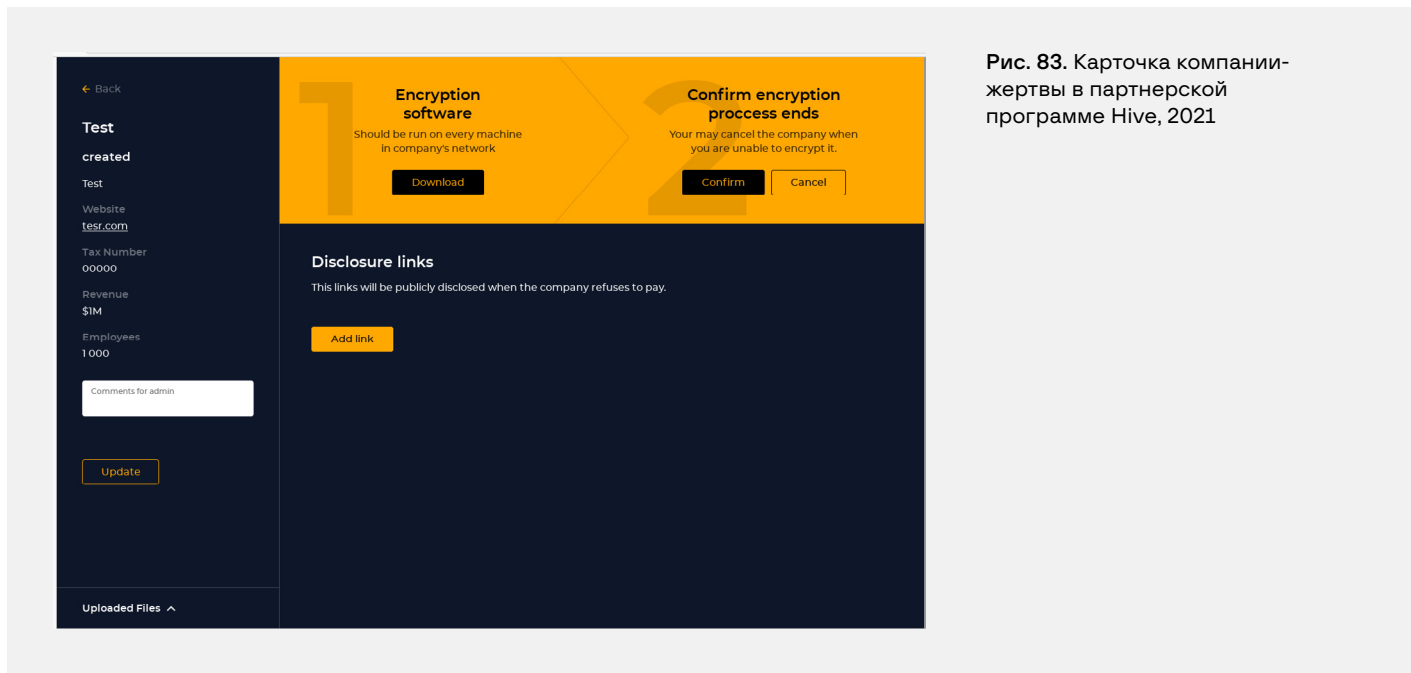 ← Back
Test
created
Test
Website
tesr.com
Tax Number
00000
Revenue
$1M
Employees
1 000
Comments for admin
Update
Uploaded Files
1
Encryption
software
Should be run on every machine
in company's network
Download
2
Confirm encryption
proccess ends
Your may cancel the company when
you are unable to encrypt it.
Confirm Cancel
Disclosure links
This links will be publicly disclosed when the company refuses to pay.
Add link
Рис. 83. Карточка компании-
жертвы в партнерской
программе Hive, 2021